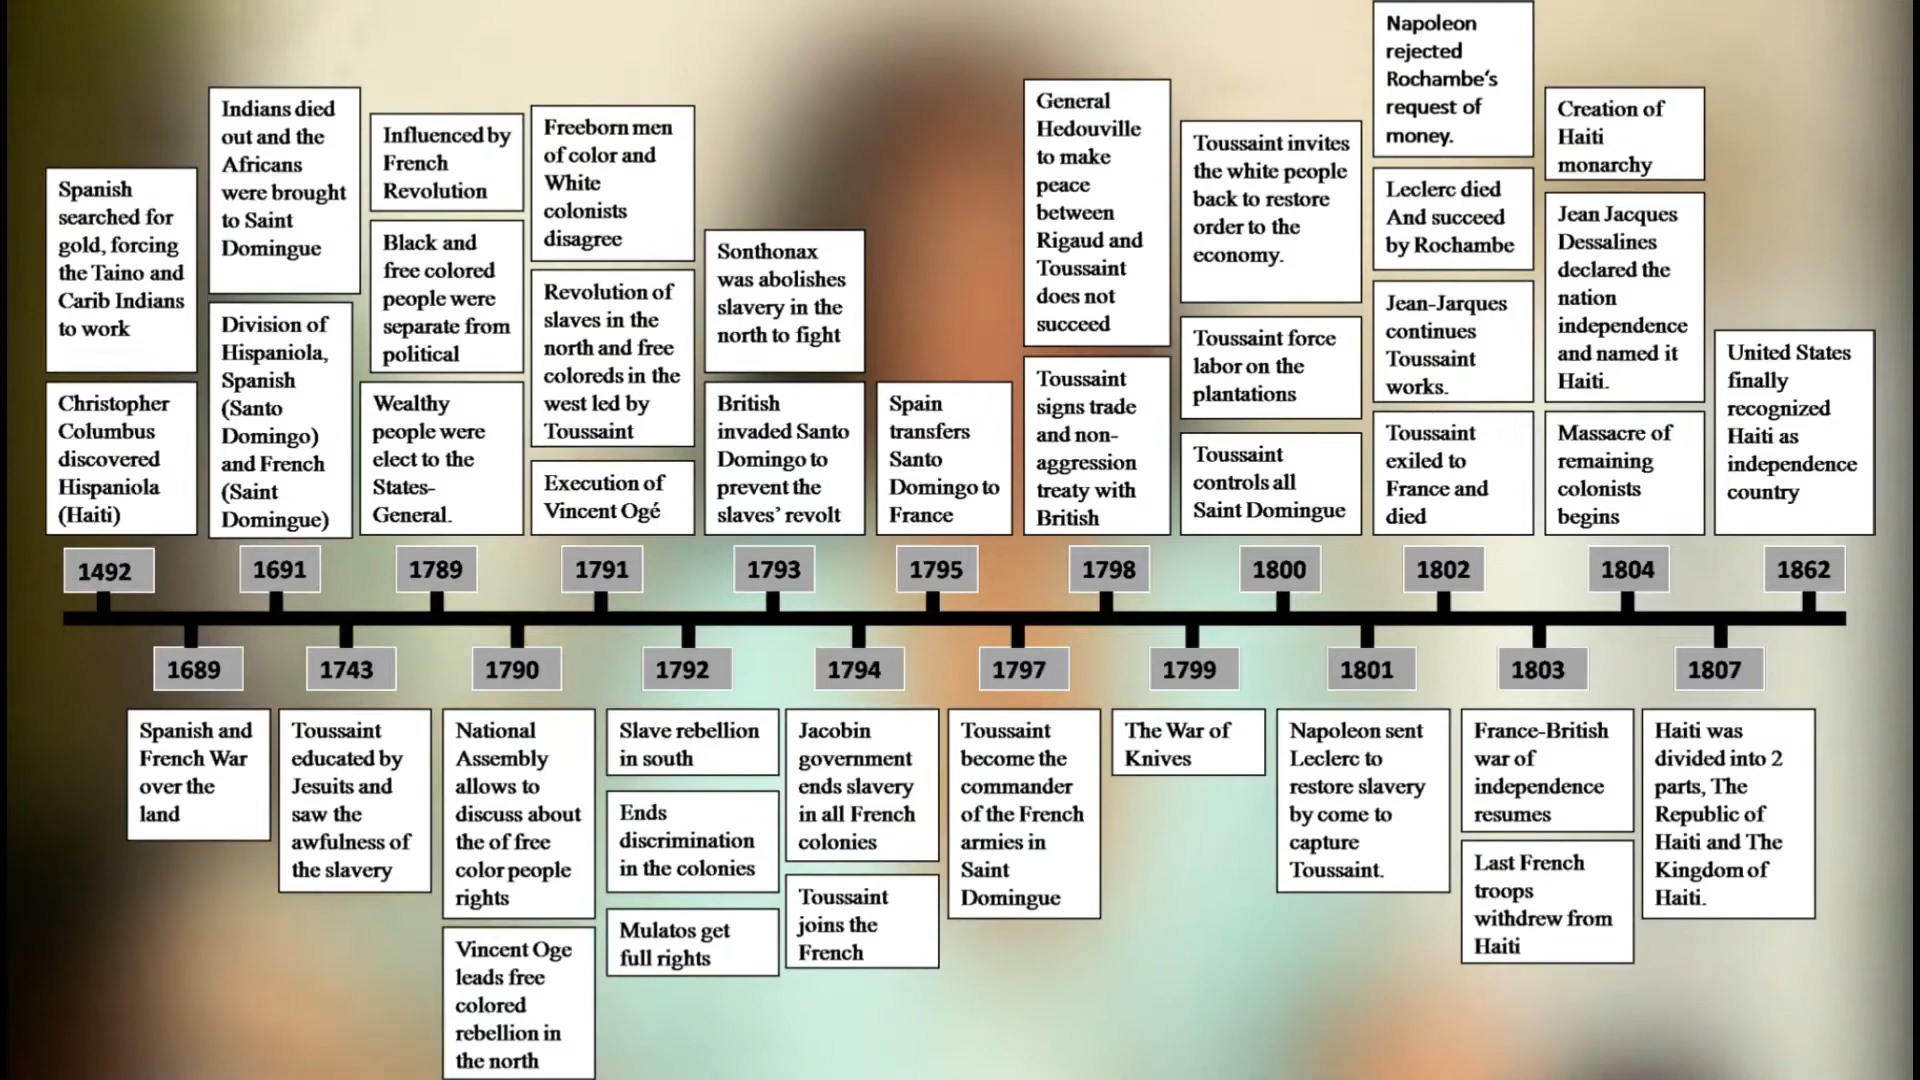 Spanish
searched for
gold, forcing
the Taino and
Carib Indians
to work
Christopher
Columbus
discovered
Hispaniola
(Haiti)
1492
Spanish and
French War
over the
land
1689
Indians died
out and the
Africans
were brought
to Saint
Domingue
Division of
Hispaniola,
Spanish
(Santo
Domingo)
and French
(Saint
Domingue)
1691
1743
Toussaint
educated by
Jesuits and
saw the
awfulness of
the slavery
Influenced by
French
Revolution
Black and
free colored
people were
separate from
political
Wealthy
people were
elect to the
States-
General.
1789
1790
National
Assembly
allows to
discuss about
the of free
color people
rights
Vincent Oge
leads free
colored
rebellion in
the north
Freeborn men
of color and
White
colonists
disagree
Revolution of
slaves in the
north and free
coloreds in the
west led by
Toussaint
Execution of
Vincent Ogé
1791
1792
Slave rebellion
in south
Ends
discrimination
in the colonies
Mulatos get
full rights
Sonthonax
was abolishes
slavery in the
north to fight
British
invaded Santo
Domingo to
prevent the
slaves' revolt
1793
1794
Jacobin
government
ends slavery
in all French
colonies
Toussaint
joins the
French
Spain
transfers
Santo
Domingo to
France
1795
1797
Toussaint
become the
commander
of the French
armies in
Saint
Domingue
General
Hedouville
to make
peace
between
Rigaud and
Toussaint
does not
succeed
Toussaint
signs trade
and non-
aggression
treaty with
British
1798
1799
The War of
Knives
Toussaint invites
the white people
back to restore
order to the
economy.
Toussaint force
labor on the
plantations
Toussaint
controls all
Saint Domingue
1800
1801
Napoleon sent
Leclerc to
restore slavery
by come to
capture
Toussaint.
Napoleon
rejected
Rochambe's
request of
money.
Leclerc died
And succeed
by Rochambe
Jean-Jarques
continues
Toussaint
works.
Toussaint
exiled to
France and
died
1802
1803
France-British
war of
independence
resumes
Last French
troops
withdrew from
Haiti
Creation of
Haiti
monarchy
Jean Jacques
Dessalines
declared the
nation
independence
and named it
Haiti.
Massacre of
remaining
colonists
begins
1804
1807
Haiti was
divided into 2
parts, The
Republic of
Haiti and The
Kingdom of
Haiti.
United States
finally
recognized
Haiti as
independence
country
1862